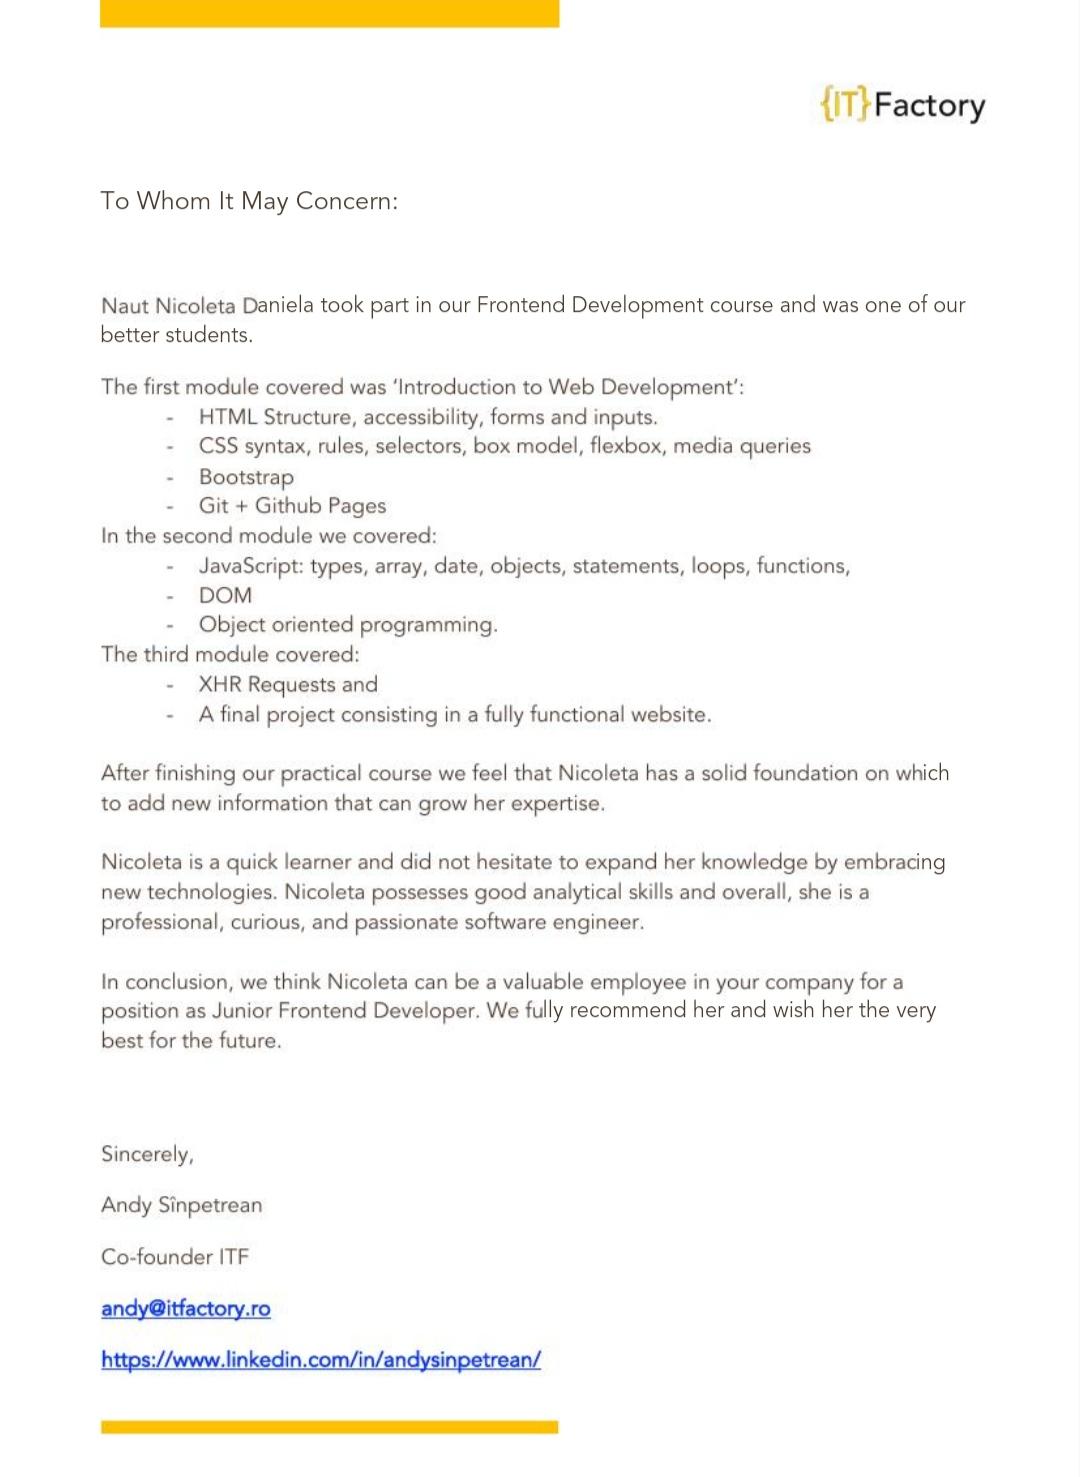 {IT}Factory
To Whom It May Concern:
Naut Nicoleta Daniela took part in our Frontend Development course and was one of our
better students.
The first module covered was ‘Introduction to Web Development’:
- HTML Structure, accessibility, forms and inputs.
- CSS syntax, rules, selectors, box model, flexbox, media queries
- Bootstrap
- Git + Github Pages
In the second module we covered:
- JavaScript: types, array, date, objects, statements, loops, functions,
- DOM
- Object oriented programming.
The third module covered:
- XHR Requests and
- A final project consisting in a fully functional website.
After finishing our practical course we feel that Nicoleta has a solid foundation on which
to add new information that can grow her expertise.
Nicoleta is a quick learner and did not hesitate to expand her knowledge by embracing
new technologies. Nicoleta possesses good analytical skills and overall, she is a
professional, curious, and passionate software engineer.
In conclusion, we think Nicoleta can be a valuable employee in your company for a
position as Junior Frontend Developer. We fully recommend her and wish her the very
best for the future.
Sincerely,
Andy Sînpetrean
Co-founder ITF
andy@itfactory.ro
https://www.linkedin.com/in/andysinpetrean/